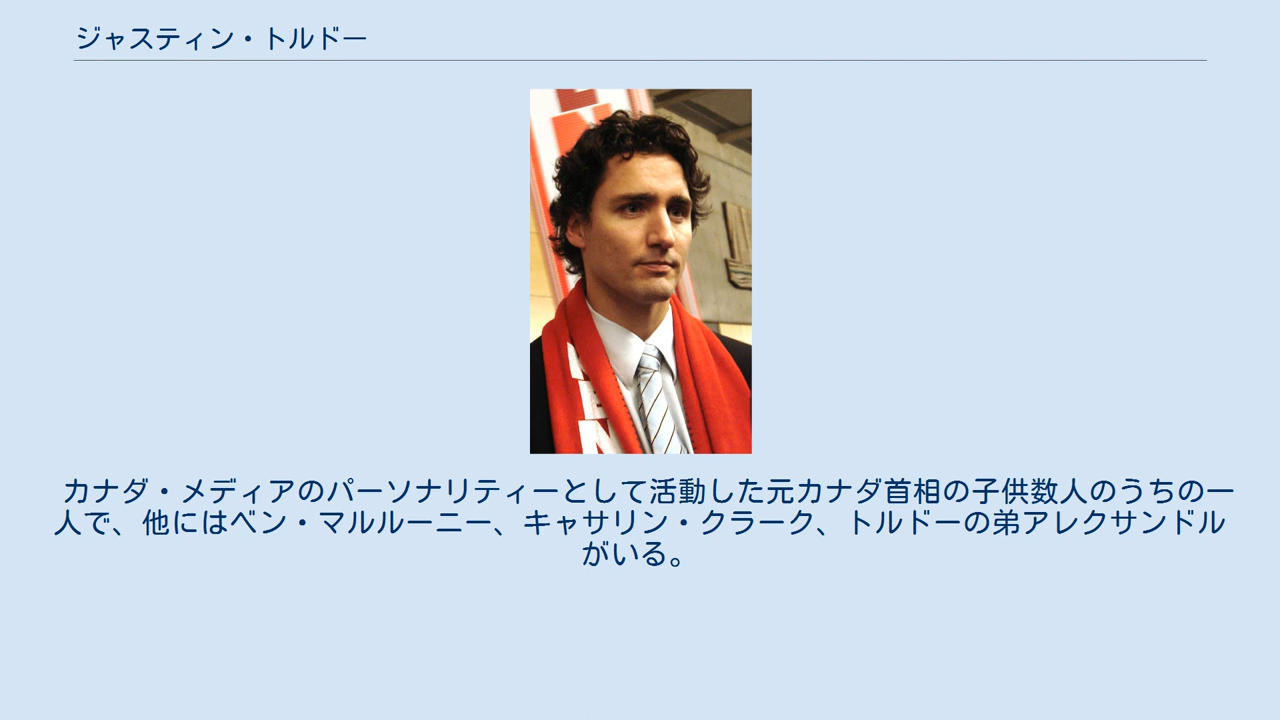 ジャスティン・トルドー
カナダ・メディアのパーソナリティーとして活動した元カナダ首相の子供数人のうちの一
人で、他にはベン・マルルーニー、キャサリン・クラーク、トルドーの弟アレクサンドル
がいる。